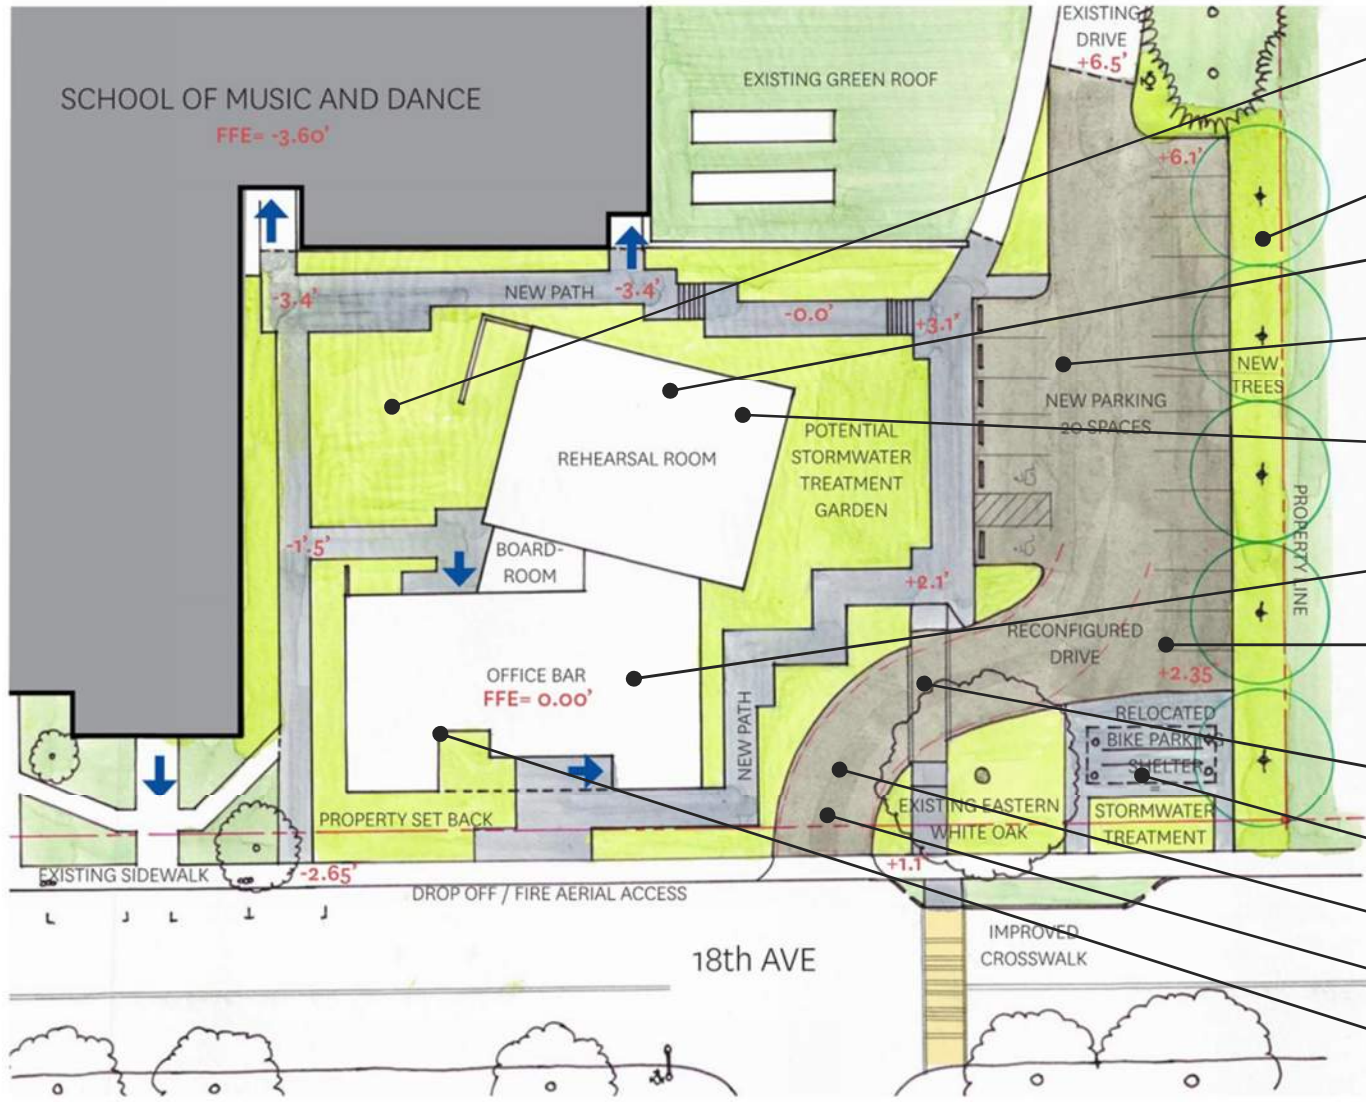 EXISTING
DRIVE
+6.5'
SCHOOL OF MUSIC AND DANCE
FFE= -3.60'
EXISTING GREEN ROOF
+6.1'
-3.4'
NEW PATH
-3.4'
-0.0'
+3.1'
NEW
TREES
NEW PARKING
20 SPACES
REHEARSAL ROOM
POTENTIAL
STORMWATER
TREATMENT
GARDEN
PROPERTY LINE
-1'.5'
BOARD-
ROOM
+2.1'
RECONFIGURED
DRIVE
+2.35
OFFICE BAR
FFE= 0.00'
NEW PATH
RELOCATED
BIKE PARKING
SHELTER
PROPERTY SET BACK
EXISTING EASTERN
WHITE OAK
STORMWATER
TREATMENT
+1.1'
EXISTING SIDEWALK
-2.65'
DROP OFF / FIRE AERIAL ACCESS
18th AVE
IMPROVED
CROSSWALK